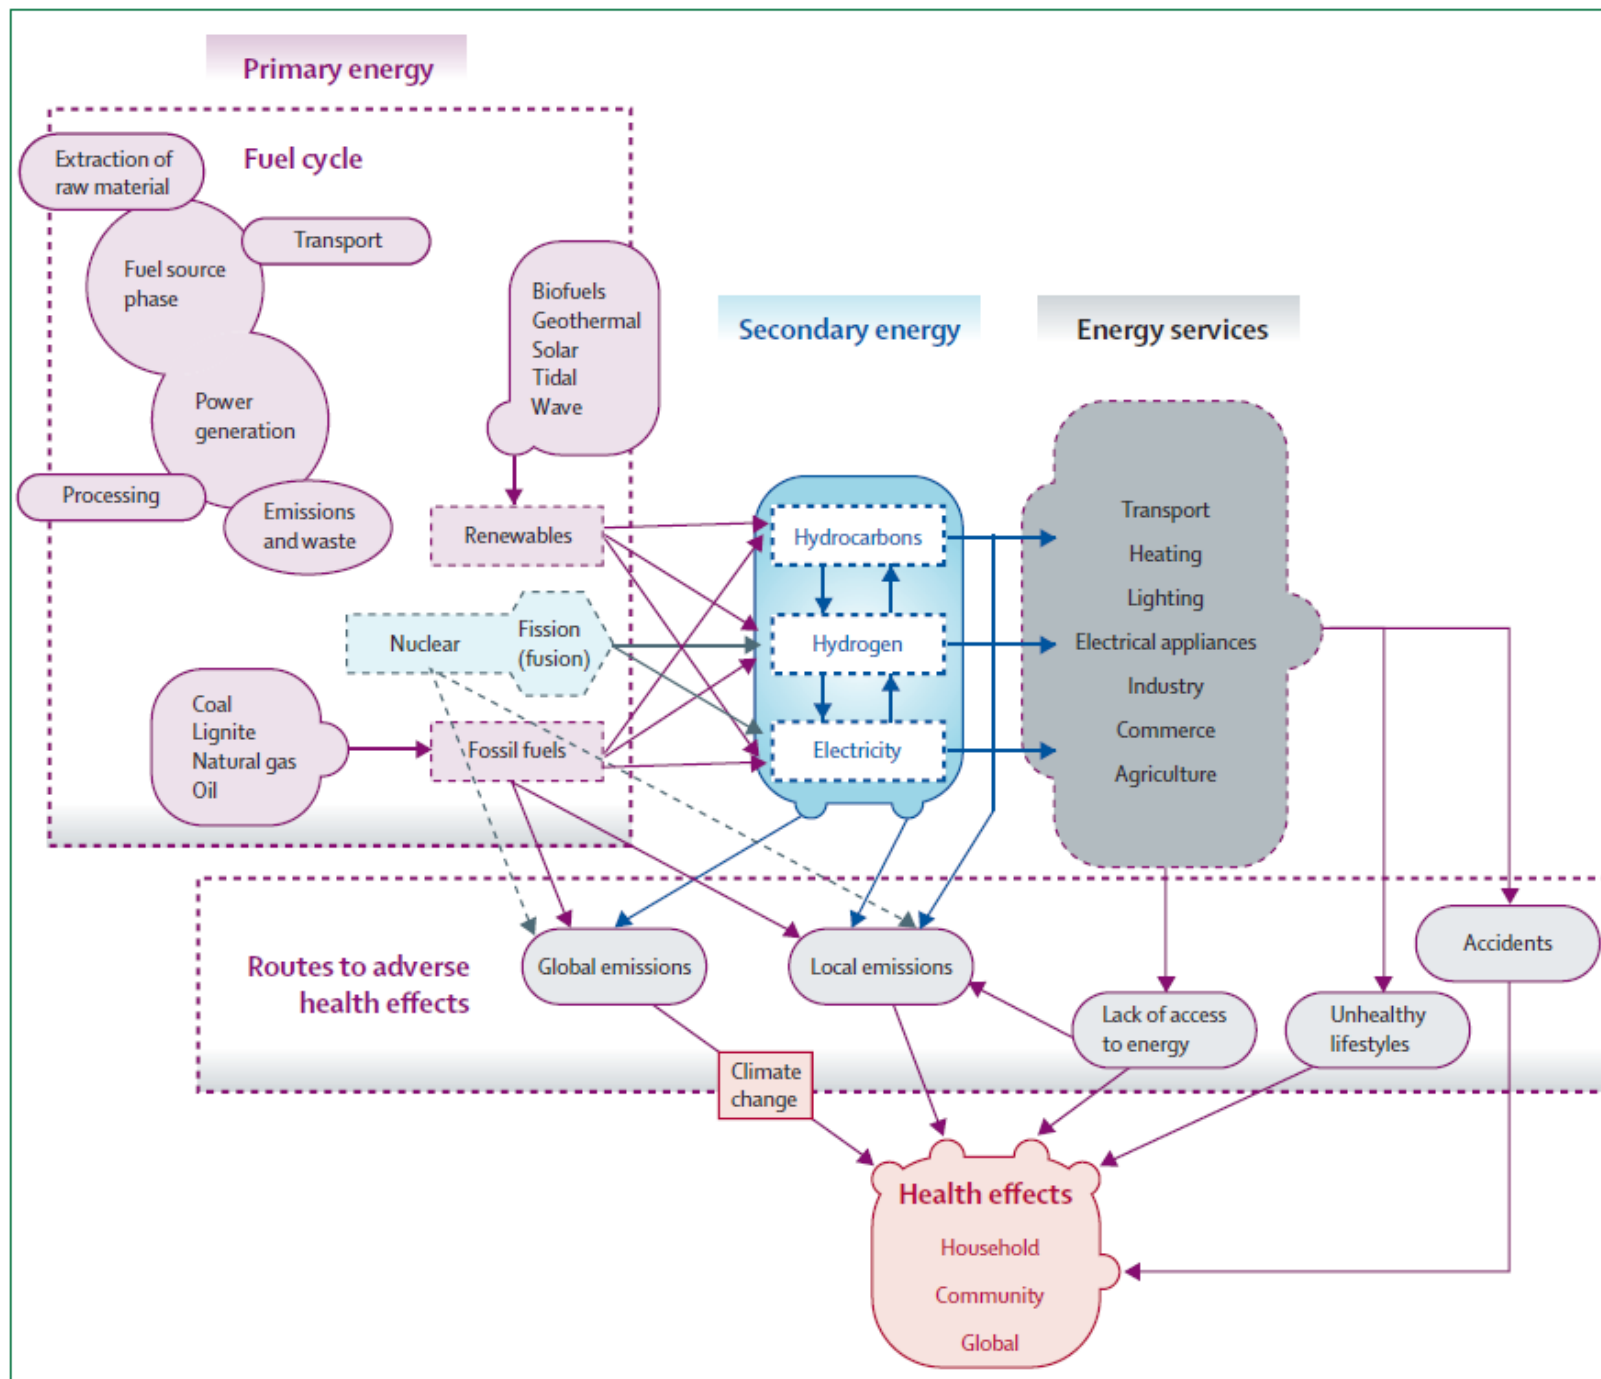 Primary energy
Fuel cycle
Extraction of
raw material
Transport
Fuel source
phase
Power
generation
Processing
Emissions
and waste
Biofuels
Geothermal
Solar
Tidal
Wave
Renewables
Nuclear
Fission
(fusion)
Coal
Lignite
Natural gas
Oil
Fossil fuels
Secondary energy
Hydrocarbons
Hydrogen
Electricity
Energy services
Transport
Heating
Lighting
Electrical appliances
Industry
Commerce
Agriculture
Routes to adverse
health effects
Global emissions
Local emissions
Lack of access
to energy
Unhealthy
lifestyles
Accidents
Climate
change
Health effects
Household
Community
Global